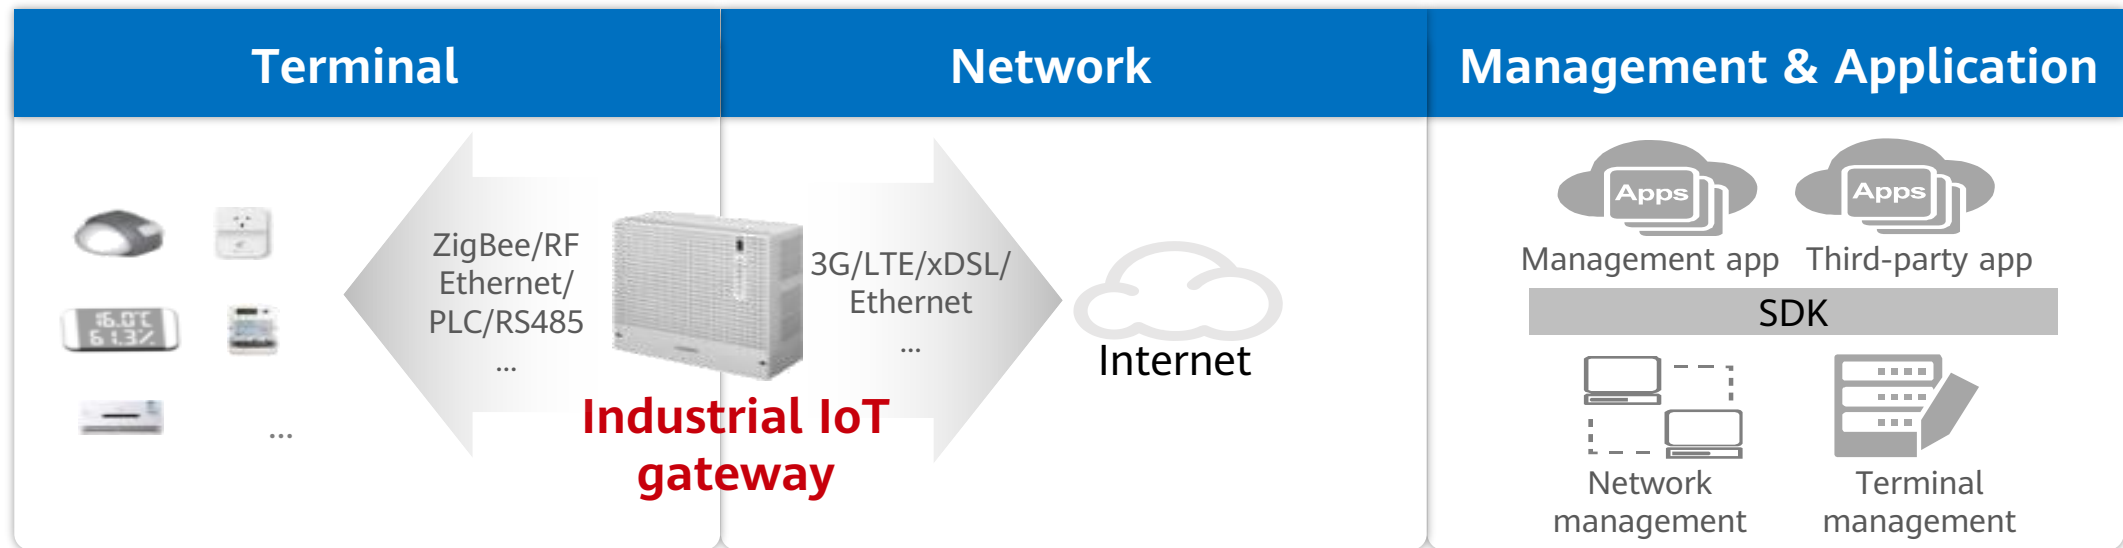 Terminal
Network
Management & Application
ZigBee/RF
Ethernet/
PLC/RS485
...
16.0℃
61.3%
...
3G/LTE/xDSL/
Ethernet
...
Industrial IoT
gateway
Internet
Apps
Apps
Management app
Third-party app
SDK
Network
management
Terminal
management